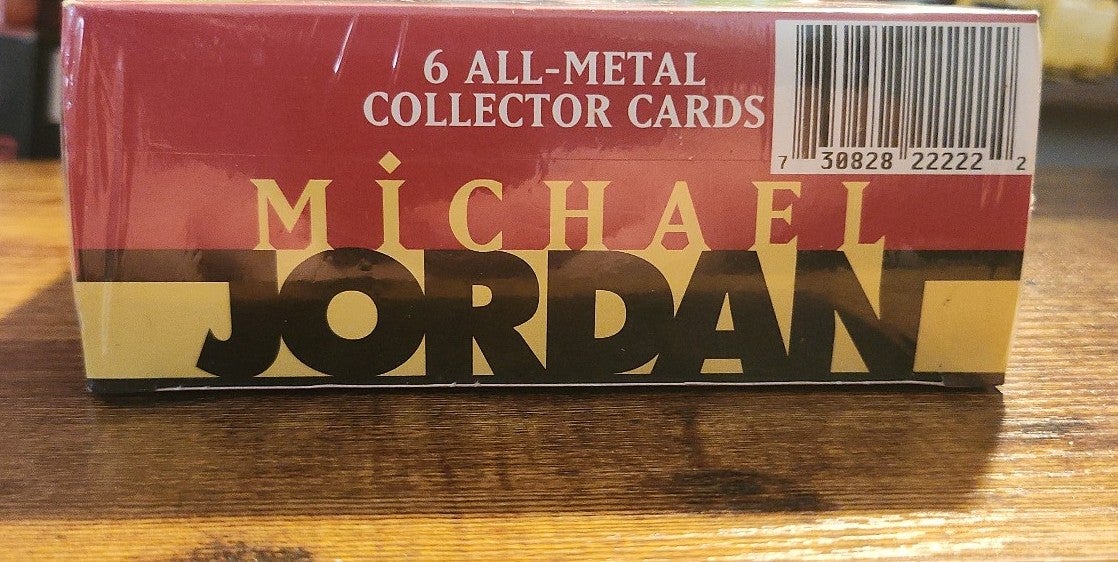 6 ALL-METAL
COLLECTOR CARDS
7 30828 22222 2
MiCHAEL
JORDAN